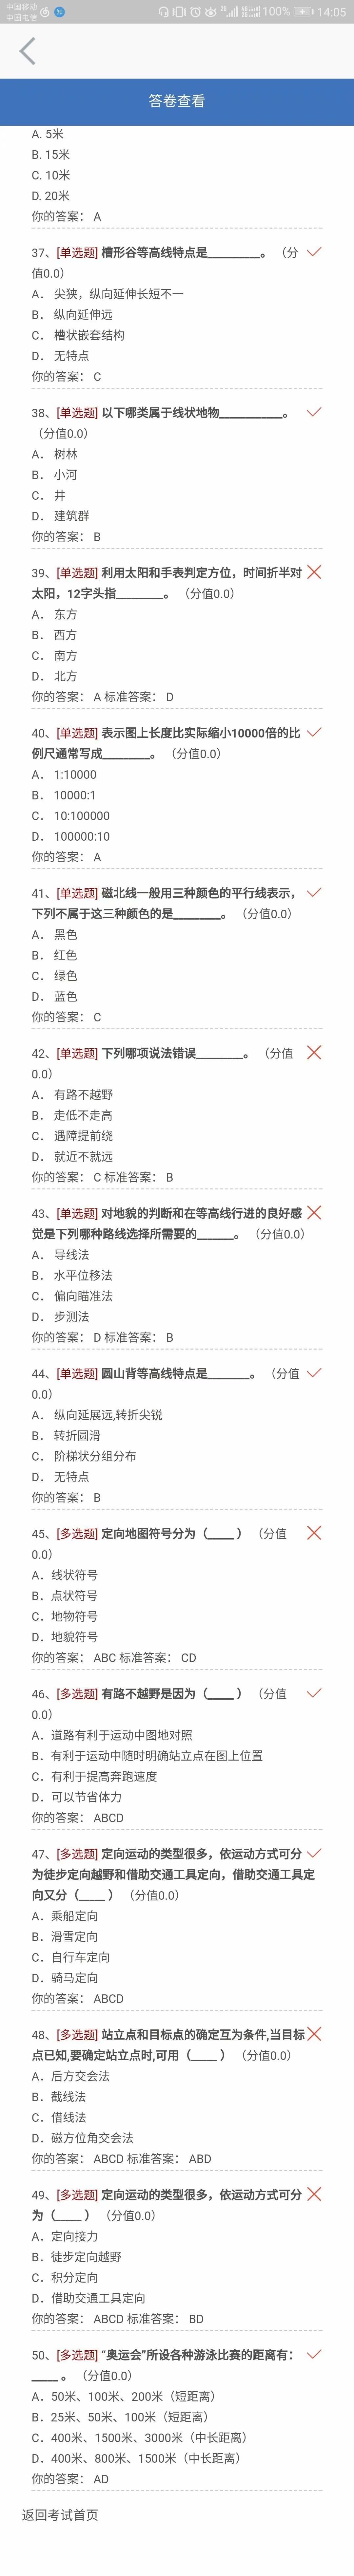 中国移动
中国电信
100%
14:05
答卷查看
A. 5米
B. 15米
C. 10米
D. 20米
你的答案： A
37、[单选题] 槽形谷等高线特点是________。 （分
值0.0）
A． 尖狭，纵向延伸长短不一
B． 纵向延伸远
C． 槽状嵌套结构
D． 无特点
你的答案： C
38、[单选题] 以下哪类属于线状地物__________。
（分值0.0）
A． 树林
B． 小河
C． 井
D． 建筑群
你的答案： B
39、[单选题] 利用太阳和手表判定方位，时间折半对
太阳，12字头指_______。 （分值0.0）
A． 东方
B． 西方
C． 南方
D． 北方
你的答案： A 标准答案： D
40、[单选题] 表示图上长度比实际缩小10000倍的比
例尺通常写成_______。 （分值0.0）
A． 1:10000
B． 10000:1
C． 10:100000
D． 100000:10
你的答案： A
41、[单选题] 磁北线一般用三种颜色的平行线表示，
下列不属于这三种颜色的是_______。 （分值0.0）
A． 黑色
B． 红色
C． 绿色
D． 蓝色
你的答案： C
42、[单选题] 下列哪项说法错误_______。 （分值
0.0）
A． 有路不越野
B． 走低不走高
C． 遇障提前绕
D． 就近不就远
你的答案： C 标准答案： B
43、[单选题] 对地貌的判断和在等高线行进的良好感
觉是下列哪种路线选择所需要的_____。 （分值0.0）
A． 导线法
B． 水平位移法
C． 偏向瞄准法
D． 步测法
你的答案： D 标准答案： B
44、[单选题] 圆山背等高线特点是______。 （分值
0.0）
A． 纵向延展远,转折尖锐
B． 转折圆滑
C． 阶梯状分组分布
D． 无特点
你的答案： B
45、[多选题] 定向地图符号分为（____ ） （分值
0.0）
A．线状符号
B．点状符号
C．地物符号
D．地貌符号
你的答案： ABC 标准答案： CD
46、[多选题] 有路不越野是因为（____ ） （分值
0.0）
A．道路有利于运动中图地对照
B．有利于运动中随时明确站立点在图上位置
C．有利于提高奔跑速度
D．可以节省体力
你的答案： ABCD
47、[多选题] 定向运动的类型很多，依运动方式可分
为徒步定向越野和借助交通工具定向，借助交通工具定
向又分（____ ） （分值0.0）
A．乘船定向
B．滑雪定向
C．自行车定向
D．骑马定向
你的答案： ABCD
48、[多选题] 站立点和目标点的确定互为条件,当目标
点已知,要确定站立点时,可用（____ ） （分值0.0）
A．后方交会法
B．截线法
C．借线法
D．磁方位角交会法
你的答案： ABCD 标准答案： ABD
49、[多选题] 定向运动的类型很多，依运动方式可分
为（____ ） （分值0.0）
A．定向接力
B．徒步定向越野
C．积分定向
D．借助交通工具定向
你的答案： ABCD 标准答案： BD
50、[多选题] “奥运会”所设各种游泳比赛的距离有：
____ 。 （分值0.0）
A．50米、100米、200米（短距离）
B．25米、50米、100米（短距离）
C．400米、1500米、3000米（中长距离）
D．400米、800米、1500米（中长距离）
你的答案： AD
返回考试首页